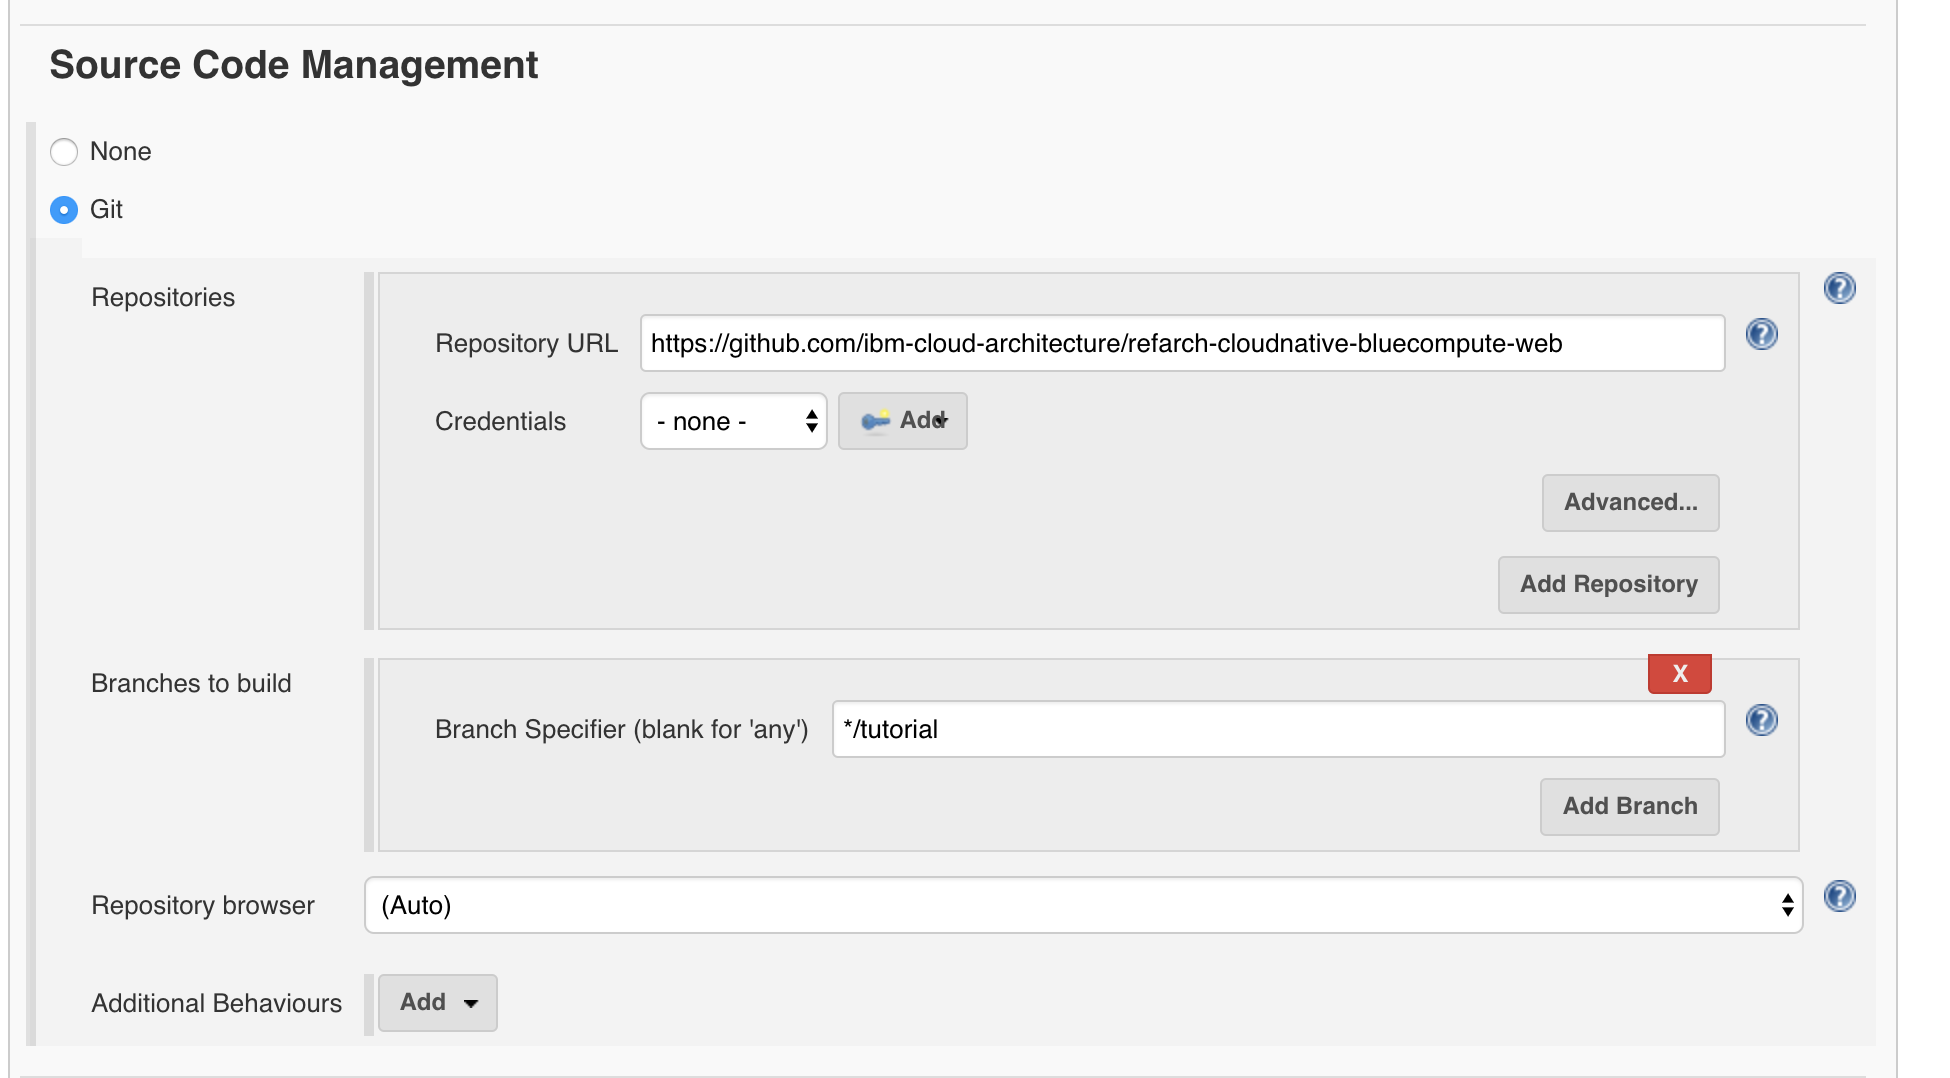 Source Code Management
None
Git
Repositories
?
Repository URL https://github.com/ibm-cloud-architecture/refarch-cloudnative-bluecompute-web ?
Credentials - none - Add
Advanced...
Add Repository
Branches to build
X
Branch Specifier (blank for 'any') */tutorial ?
Add Branch
Repository browser (Auto) ?
Additional Behaviours Add